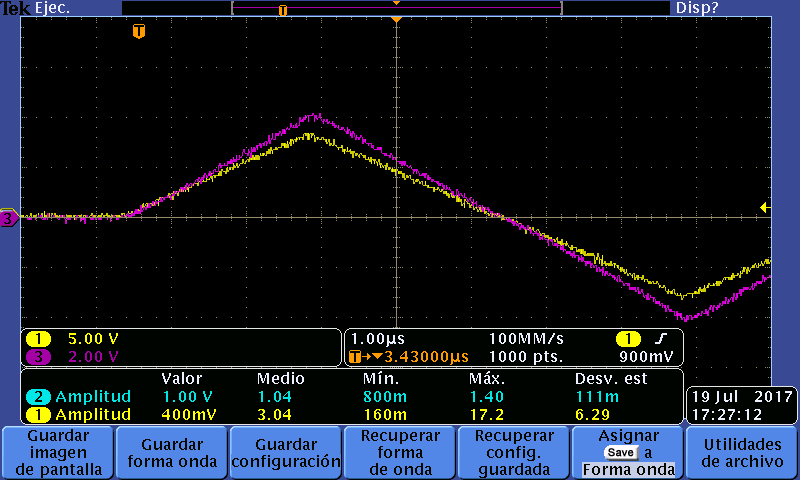 Tek Ejec. T Disp?
T
3
1 5.00 V 1.00µs 100MM/s 1 900mV
3 2.00 V T→▼3.43000µs 1000 pts.
Valor Medio Mín. Máx. Desv. est
2 Amplitud 1.00 V 1.04 800m 1.40 111m
1 Amplitud 400mV 3.04 160m 17.2 6.29
19 Jul 2017
17:27:12
Guardar
imagen
de pantalla
Guardar
forma onda
Guardar
configuración
Recuperar
forma
de onda
Recuperar
config.
guardada
Asignar
Save a
Forma onda
Utilidades
de archivo